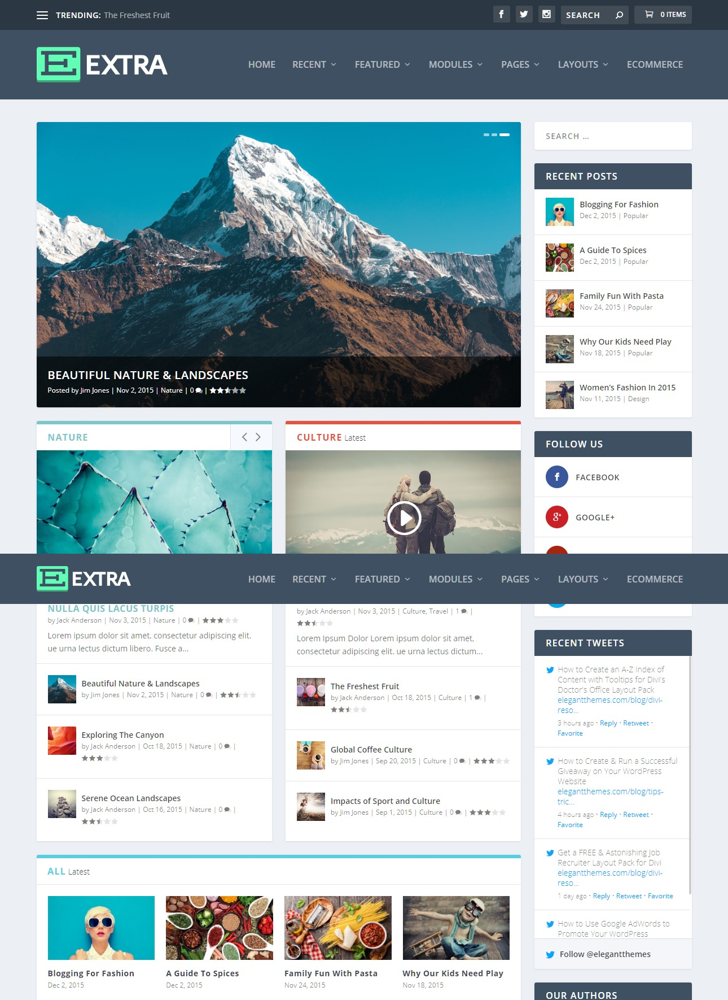 TRENDING: The Freshest Fruit
SEARCH
0 ITEMS
EXTRA
HOME RECENT FEATURED MODULES PAGES LAYOUTS ECOMMERCE
BEAUTIFUL NATURE & LANDSCAPES
Posted by Jim Jones | Nov 2, 2015 | Nature | 0 |
SEARCH …
RECENT POSTS
Blogging For Fashion
Dec 2, 2015 | Popular
A Guide To Spices
Dec 2, 2015 | Popular
Family Fun With Pasta
Nov 24, 2015 | Popular
Why Our Kids Need Play
Nov 18, 2015 | Popular
Women’s Fashion In 2015
Nov 11, 2015 | Design
FOLLOW US
FACEBOOK
GOOGLE+
NATURE
CULTURE Latest
EXTRA
HOME RECENT FEATURED MODULES PAGES LAYOUTS ECOMMERCE
NULLA QUIS LACUS TURPIS
by Jack Anderson | Nov 3, 2015 | Nature | 0 |
Lorem ipsum dolor sit amet, consectetur adipiscing elit.
ue urna lectus dictum libero. Fusce a...
Beautiful Nature & Landscapes
by Jim Jones | Nov 2, 2015 | Nature | 0 |
Exploring The Canyon
by Jack Anderson | Oct 18, 2015 | Nature | 0 |
Serene Ocean Landscapes
by Jack Anderson | Oct 16, 2015 | Nature | 0 |
by Jack Anderson | Nov 3, 2015 | Culture, Travel | 1 |
Lorem Ipsum Dolor Lorem ipsum dolor sit amet,
consectetur adipiscing elit. ue urna lectus dictum...
The Freshest Fruit
by Jack Anderson | Oct 18, 2015 | Culture | 1 |
Global Coffee Culture
by Jim Jones | Sep 20, 2015 | Culture | 0 |
Impacts of Sport and Culture
by Jim Jones | Sep 1, 2015 | Culture | 0 |
RECENT TWEETS
How to Create an A-Z Index of
Content with Tooltips for Divi's
Doctor's Office Layout Pack
elegantthemes.com/blog/divi-
reso…
3 hours ago · Reply · Retweet ·
Favorite
How to Create & Run a Successful
Giveaway on Your WordPress
Website
elegantthemes.com/blog/tips-
tric…
4 hours ago · Reply · Retweet ·
Favorite
Get a FREE & Astonishing Job
Recruiter Layout Pack for Divi
elegantthemes.com/blog/divi-
reso…
1 day ago · Reply · Retweet · Favorite
How to Use Google AdWords to
Promote Your WordPress
Follow @elegantthemes
ALL Latest
Blogging For Fashion
Dec 2, 2015
A Guide To Spices
Dec 2, 2015
Family Fun With Pasta
Nov 24, 2015
Why Our Kids Need Play
Nov 18, 2015
OUR AUTHORS